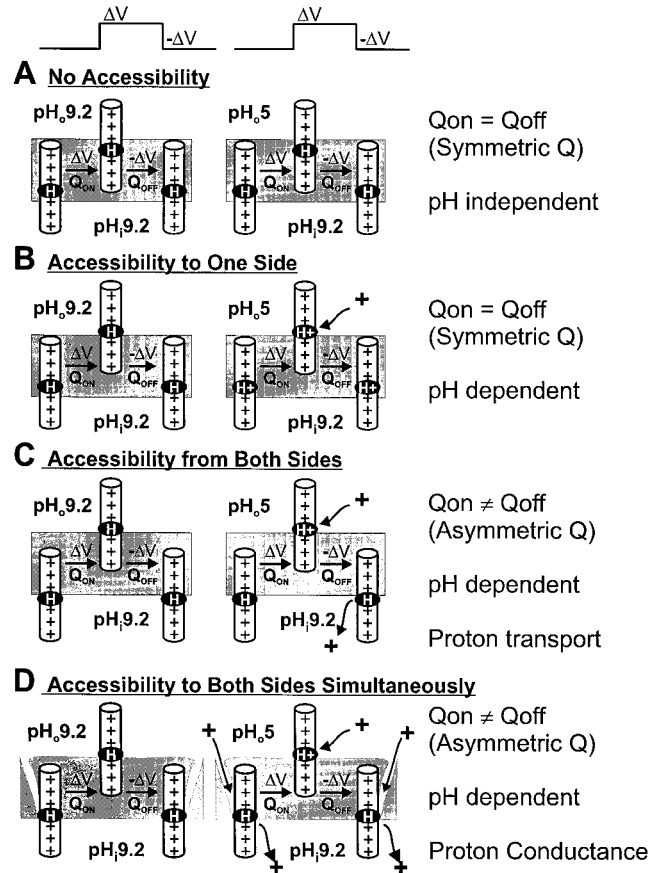 ΔV -ΔV ΔV -ΔV
A No Accessibility
pHo9.2 pHo5
Qon = Qoff
(Symmetric Q)
H H H H H H
ΔV -ΔV ΔV -ΔV
QON QOFF QON QOFF
pH independent
pHi9.2 pHi9.2
B Accessibility to One Side
pHo9.2 pHo5 +
Qon = Qoff
(Symmetric Q)
H H H H+ H+ H+
ΔV -ΔV ΔV -ΔV
QON QOFF QON QOFF
pH dependent
pHi9.2 pHi9.2
C Accessibility from Both Sides
pHo9.2 pHo5 +
Qon ≠ Qoff
(Asymmetric Q)
H H H H H+ H
ΔV -ΔV ΔV -ΔV
QON QOFF QON QOFF
pH dependent
pHi9.2 pHi9.2 +
Proton transport
D Accessibility to Both Sides Simultaneously
pHo9.2 + pHo5 + +
Qon ≠ Qoff
(Asymmetric Q)
H H H H H+ H
ΔV -ΔV ΔV -ΔV
QON QOFF QON QOFF
pH dependent
pHi9.2 + pHi9.2 +
Proton Conductance